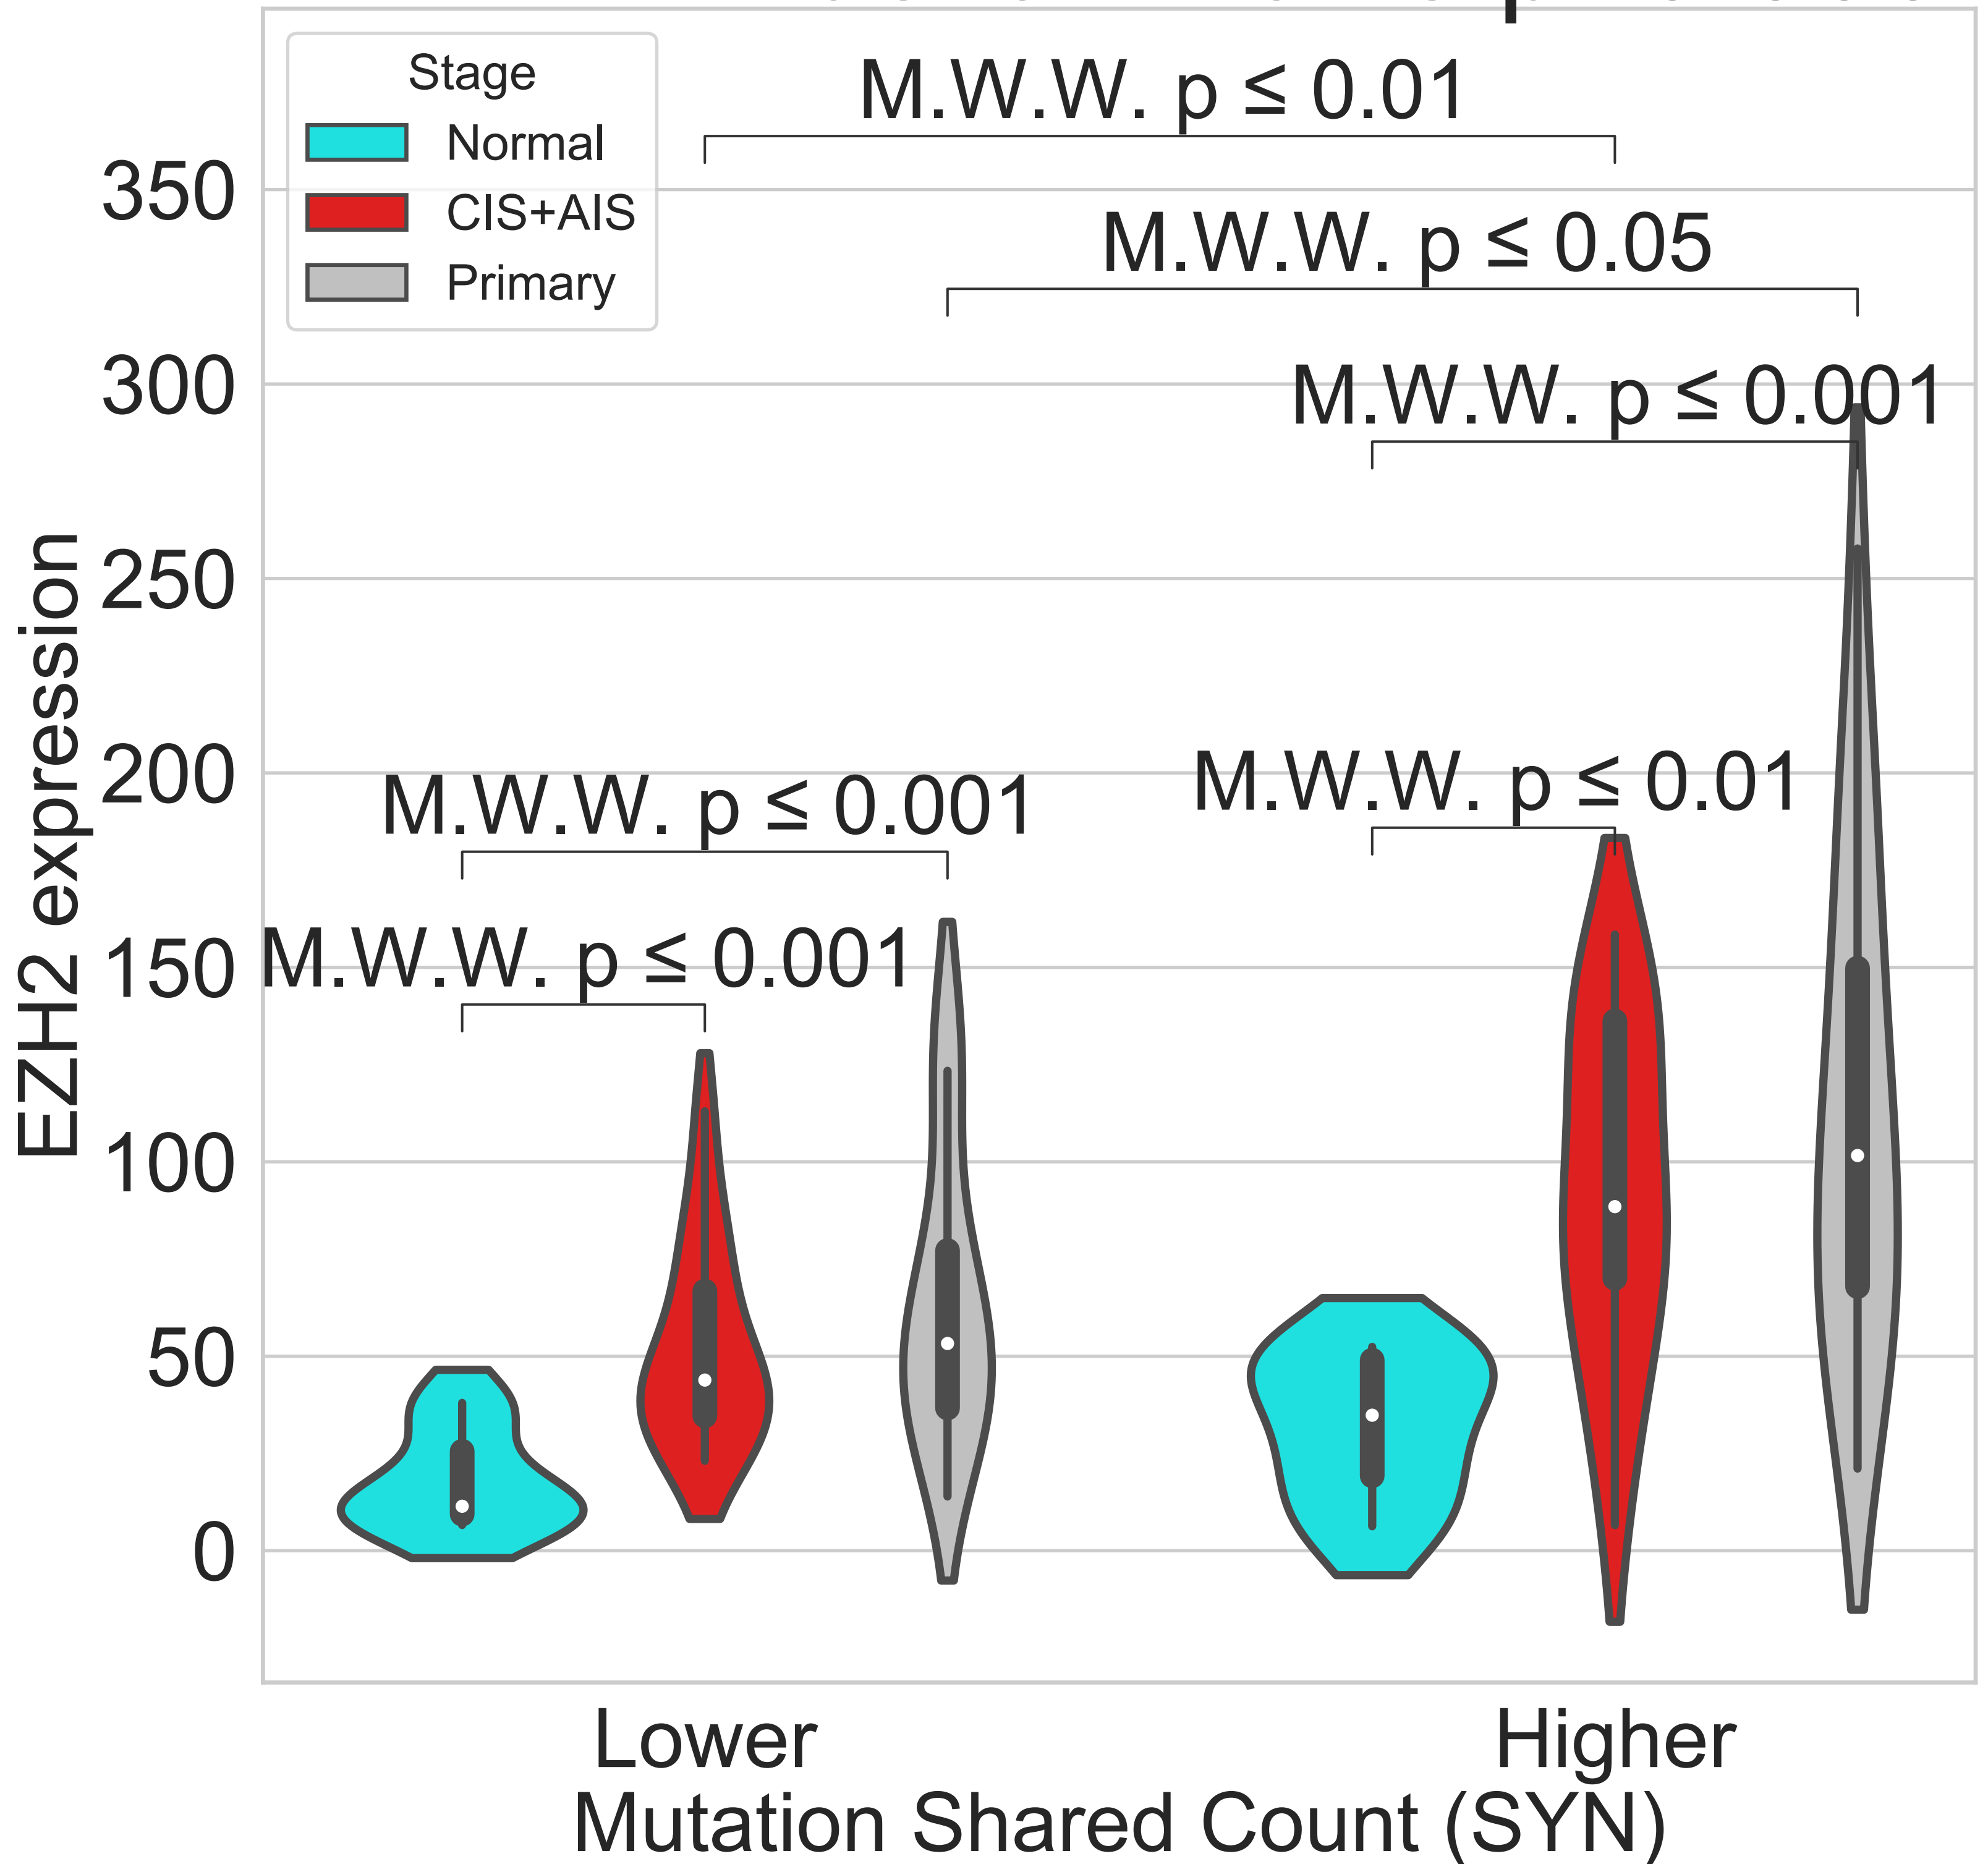 Stage
Normal
CIS+AIS
Primary
M.W.W. p ≤ 0.01
M.W.W. p ≤ 0.05
M.W.W. p ≤ 0.001
M.W.W. p ≤ 0.001
M.W.W. p ≤ 0.01
M.W.W. p ≤ 0.001
350
300
250
200
150
100
50
0
EZH2 expression
Lower
Higher
Mutation Shared Count (SYN)